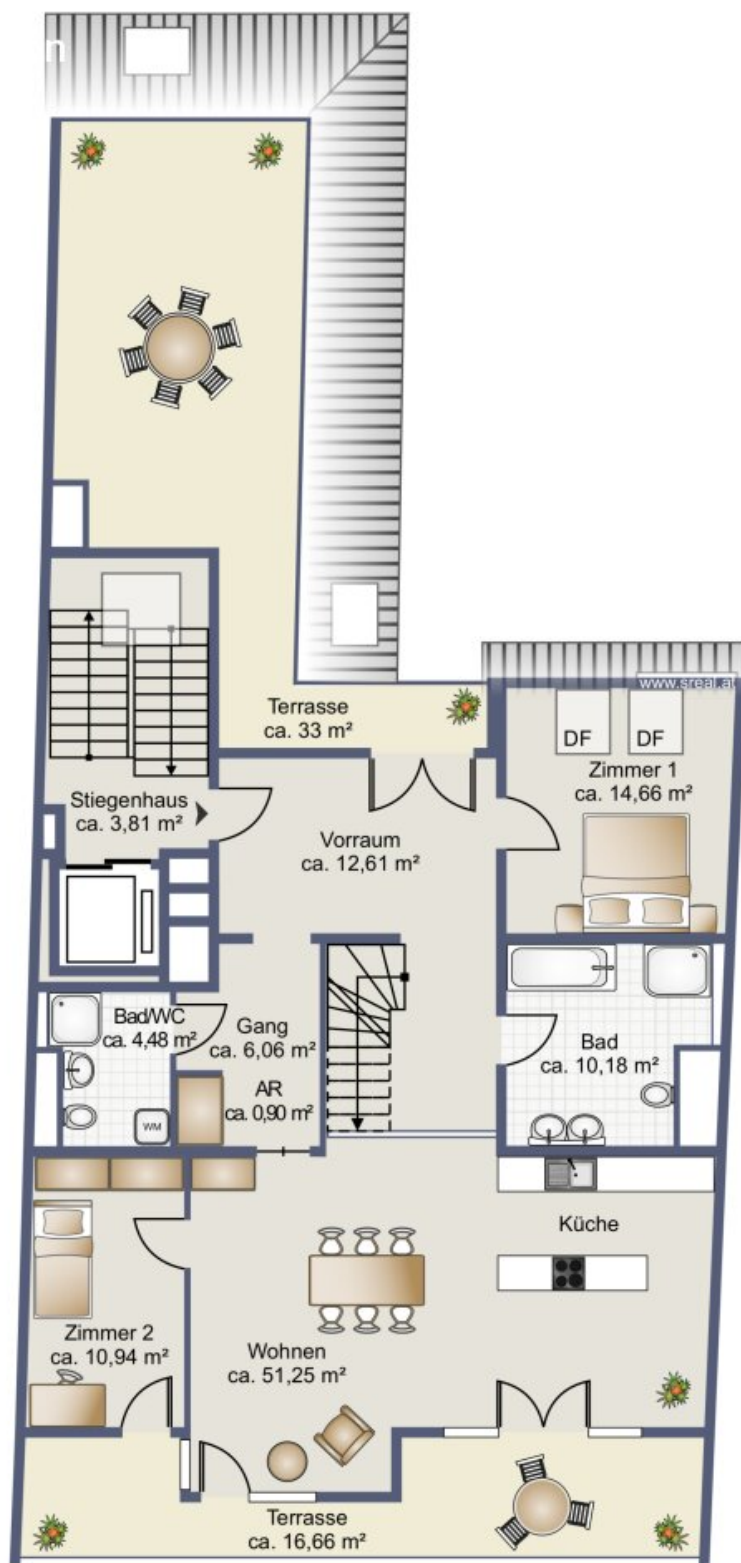 n
www.sreal.at
Terrasse
ca. 33 m²
DF
DF
Zimmer 1
ca. 14,66 m²
Stiegenhaus
ca. 3,81 m²
Vorraum
ca. 12,61 m²
Bad/WC
ca. 4,48 m²
Gang
ca. 6,06 m²
Bad
ca. 10,18 m²
AR
ca. 0,90 m²
WM
Küche
Zimmer 2
ca. 10,94 m²
Wohnen
ca. 51,25 m²
Terrasse
ca. 16,66 m²